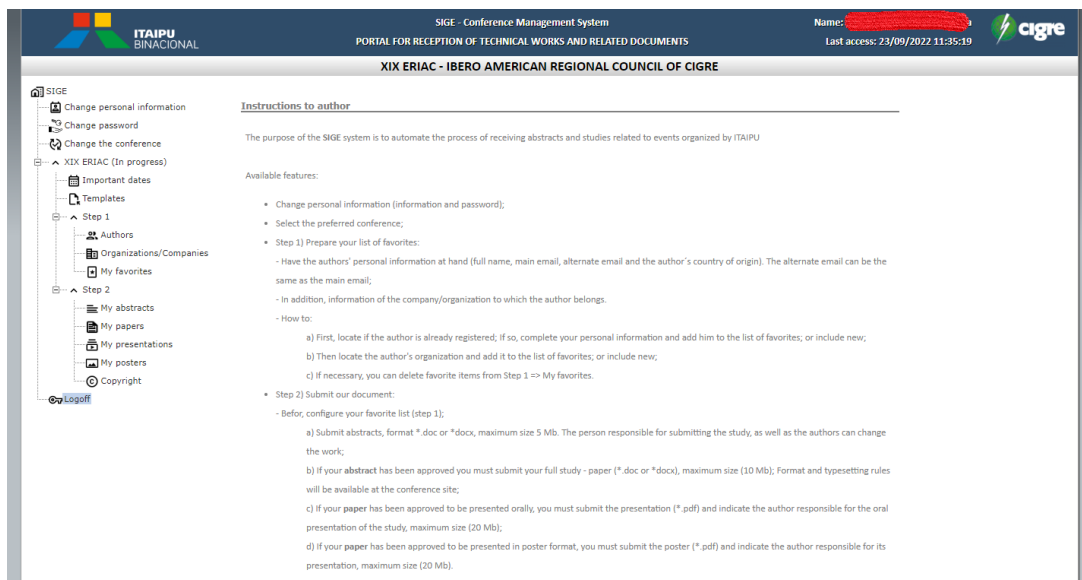 ITAIPU
BINACIONAL
SIGE - Conference Management System
PORTAL FOR RECEPTION OF TECHNICAL WORKS AND RELATED DOCUMENTS
Name:
Last access: 23/09/2022 11:35:19
cigre
XIX ERIAC - IBERO AMERICAN REGIONAL COUNCIL OF CIGRE
SIGE
Change personal information
Change password
Change the conference
XIX ERIAC (In progress)
Important dates
Templates
Step 1
Authors
Organizations/Companies
My favorites
Step 2
My abstracts
My papers
My presentations
My posters
Copyright
Logoff
Instructions to author
The purpose of the SIGE system is to automate the process of receiving abstracts and studies related to events organized by ITAIPU
Available features:
• Change personal information (information and password);
• Select the preferred conference;
• Step 1) Prepare your list of favorites:
- Have the authors' personal information at hand (full name, main email, alternate email and the author´s country of origin). The alternate email can be the
same as the main email;
- In addition, information of the company/organization to which the author belongs.
- How to:
a) First, locate if the author is already registered; If so, complete your personal information and add him to the list of favorites; or include new;
b) Then locate the author's organization and add it to the list of favorites; or include new;
c) If necessary, you can delete favorite items from Step 1 => My favorites.
• Step 2) Submit our document:
- Befor, configure your favorite list (step 1);
a) Submit abstracts, format *.doc or *docx, maximum size 5 Mb. The person responsible for submitting the study, as well as the authors can change
the work;
b) If your abstract has been approved you must submit your full study - paper (*.doc or *docx), maximum size (10 Mb); Format and typesetting rules
will be available at the conference site;
c) If your paper has been approved to be presented orally, you must submit the presentation (*.pdf) and indicate the author responsible for the oral
presentation of the study, maximum size (20 Mb);
d) If your paper has been approved to be presented in poster format, you must submit the poster (*.pdf) and indicate the author responsible for its
presentation, maximum size (20 Mb).